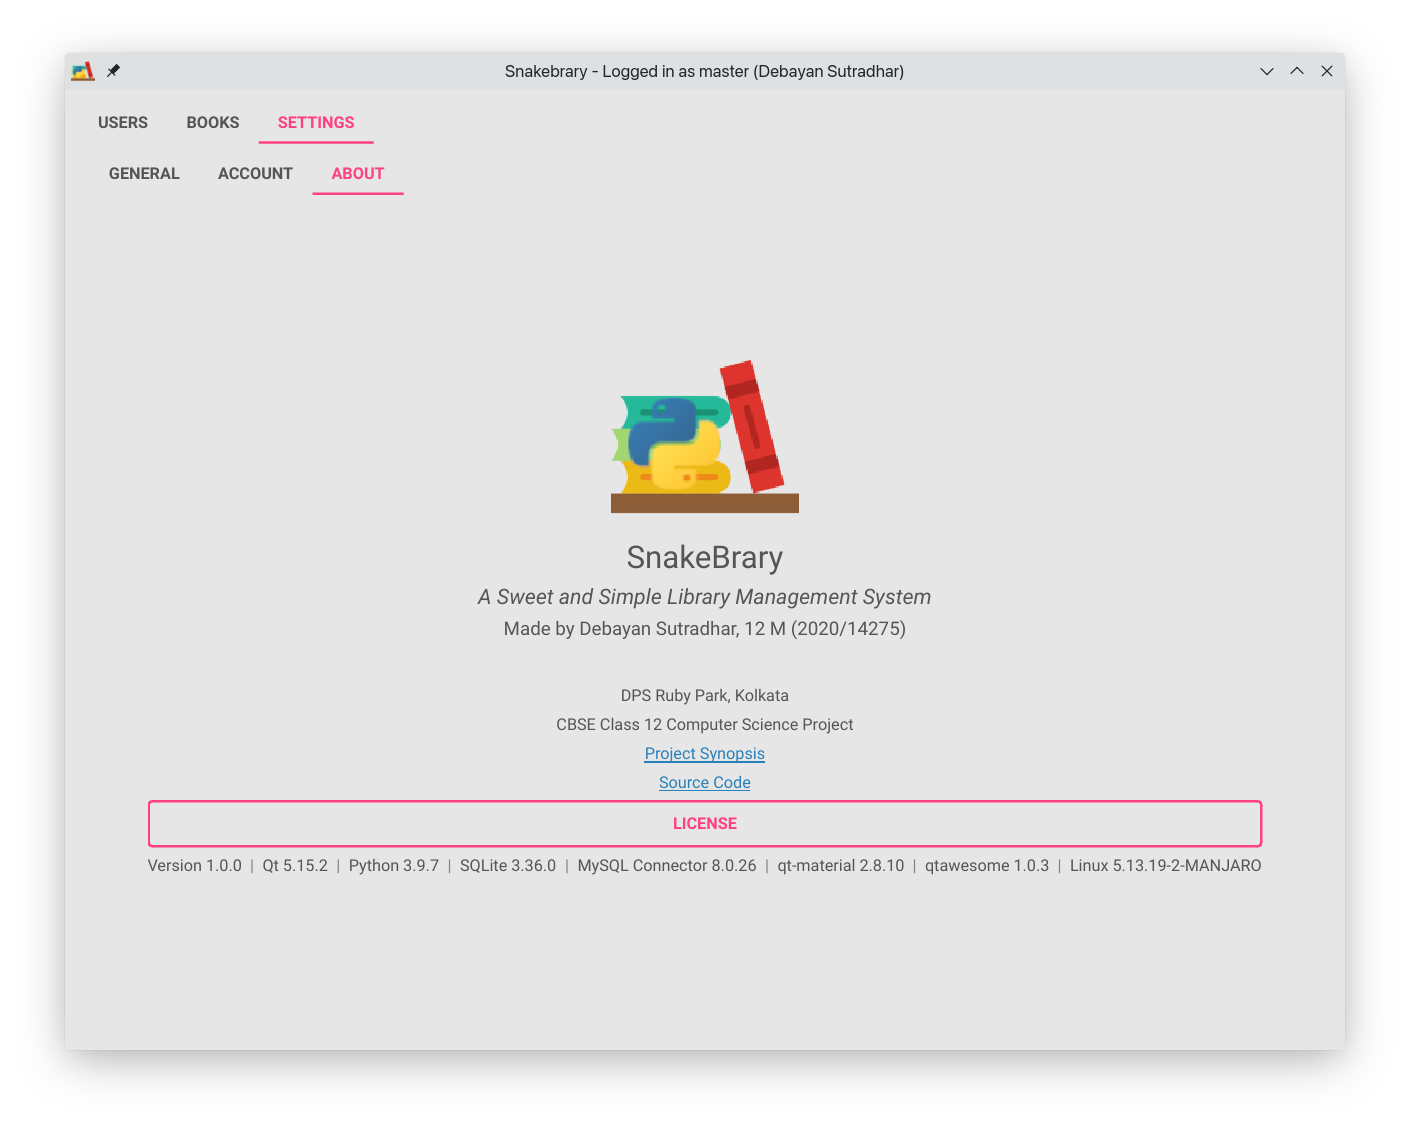 Snakebrary - Logged in as master (Debayan Sutradhar)
USERS BOOKS SETTINGS
GENERAL ACCOUNT ABOUT
SnakeBrary
A Sweet and Simple Library Management System
Made by Debayan Sutradhar, 12 M (2020/14275)
DPS Ruby Park, Kolkata
CBSE Class 12 Computer Science Project
Project Synopsis
Source Code
LICENSE
Version 1.0.0 | Qt 5.15.2 | Python 3.9.7 | SQLite 3.36.0 | MySQL Connector 8.0.26 | qt-material 2.8.10 | qtawesome 1.0.3 | Linux 5.13.19-2-MANJARO